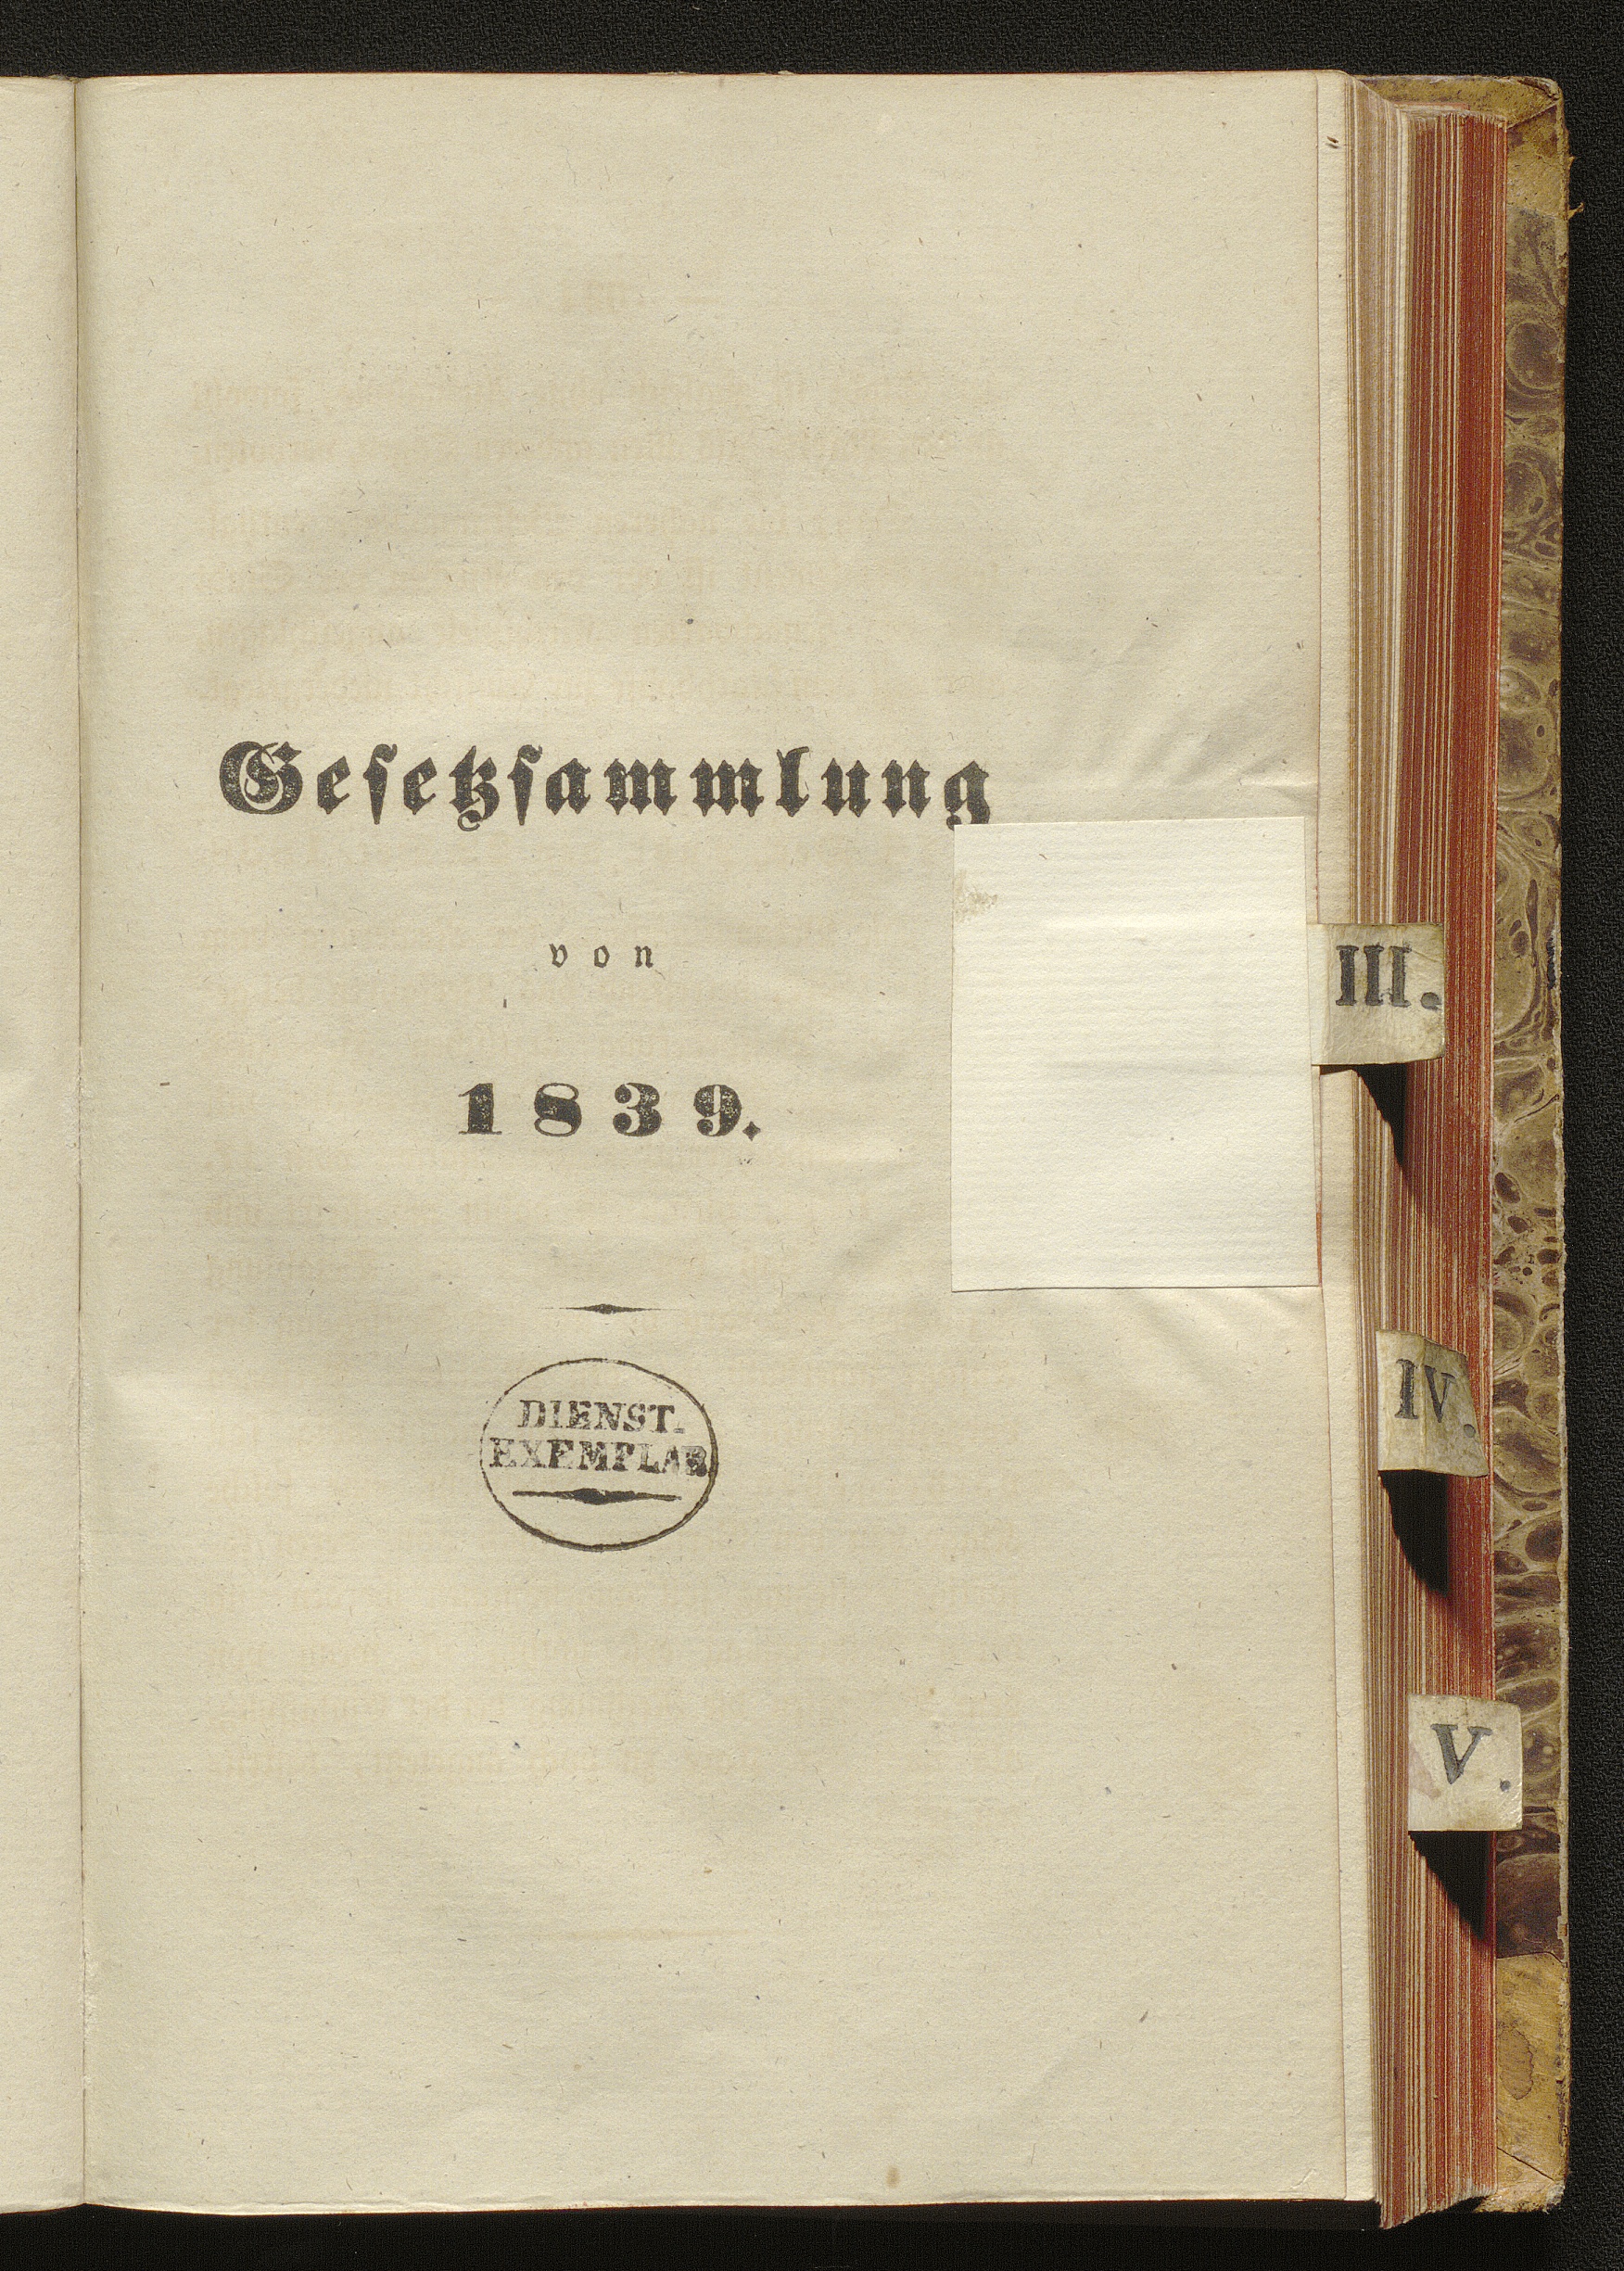 Gesetzsammlung
von
1839.
DIENST.
EXEMPLAR
III.
IV.
V.